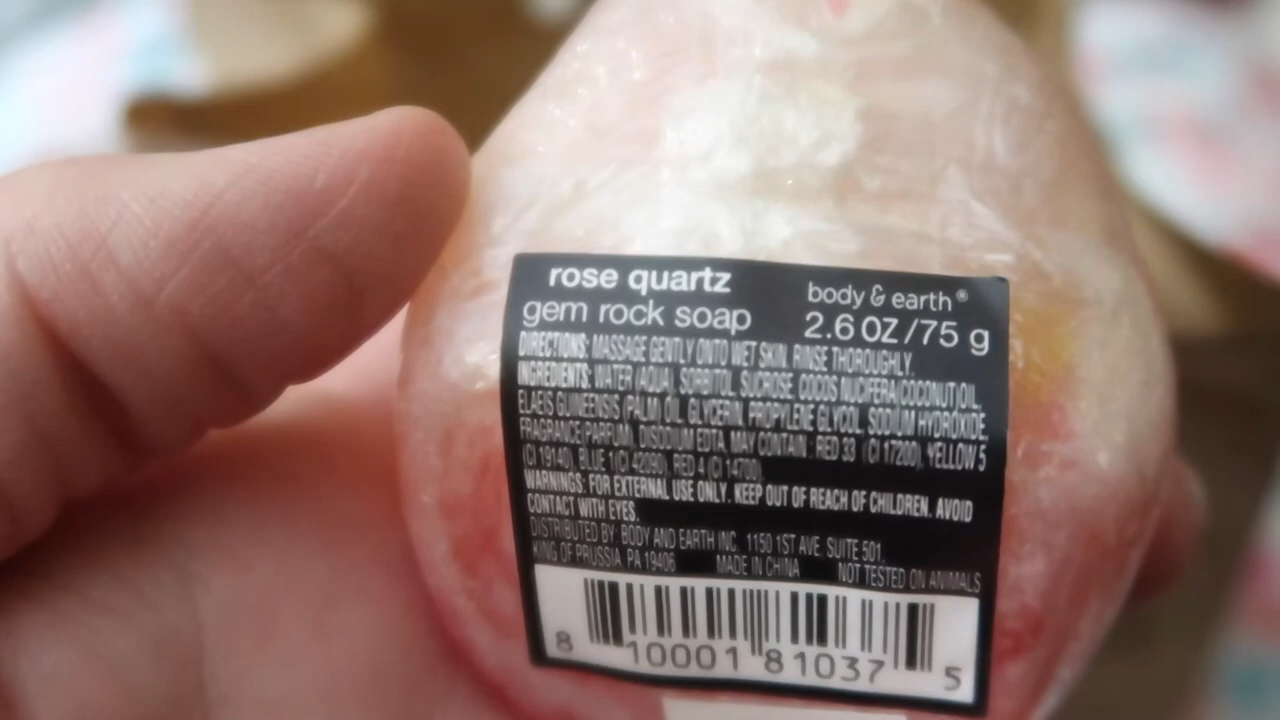 rose quartz
gem rock soap
body & earth®
2.6 OZ/75 g
DIRECTIONS: MASSAGE GENTLY ONTO WET SKIN. RINSE THOROUGHLY.
INGREDIENTS: WATER (AQUA), SORBITOL, SUCROSE, COCOS NUCIFERA(COCONUT)OIL,
ELAEIS GUINEENSIS (PALM) OIL, GLYCERIN, PROPYLENE GLYCOL, SODIUM HYDROXIDE,
FRAGRANCE/PARFUM, DISODIUM EDTA, MAY CONTAIN: RED 33 (CI 17200), YELLOW 5
(CI 19140), BLUE 1(CI 42090), RED 4 (CI 14700).
WARNINGS: FOR EXTERNAL USE ONLY. KEEP OUT OF REACH OF CHILDREN. AVOID
CONTACT WITH EYES.
DISTRIBUTED BY: BODY AND EARTH INC. 1150 1ST AVE. SUITE 501,
KING OF PRUSSIA, PA 19406 MADE IN CHINA NOT TESTED ON ANIMALS
8 10001 81037 5